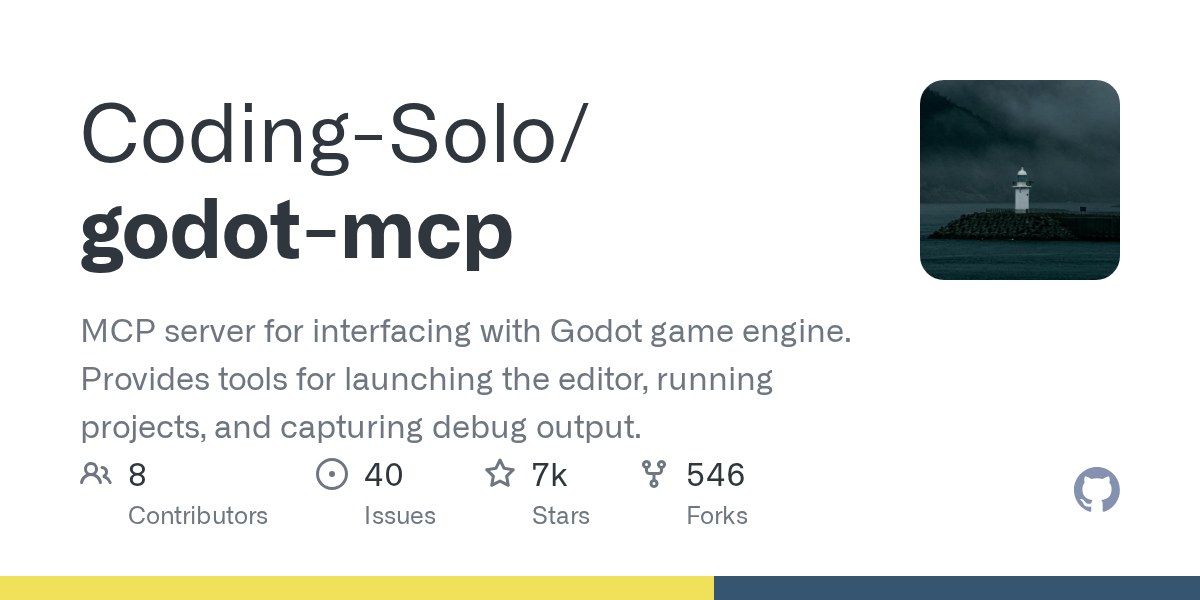 Coding-Solo/
godot-mcp
MCP server for interfacing with Godot game engine.
Provides tools for launching the editor, running
projects, and capturing debug output.
8 40 7k 546
Contributors Issues Stars Forks